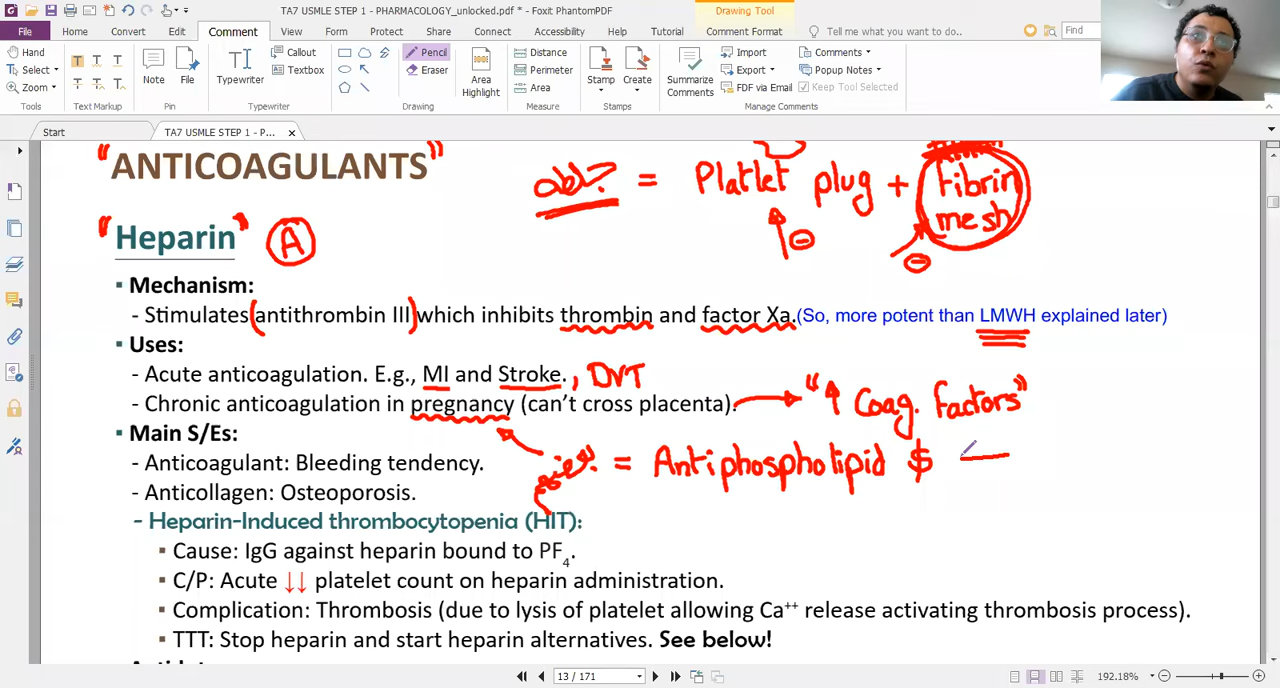 TA7 USMLE STEP 1 - PHARMACOLOGY_unlocked.pdf * - Foxit PhantomPDF
Drawing Tool
File Home Convert Edit Comment View Form Protect Share Connect Accessibility Help Tutorial Comment Format Tell me what you want to do.. Find
Hand
Select
Zoom
Tools
Text Markup
Note
File
Pin
Typewriter
Callout
Textbox
Typewriter
Pencil
Eraser
Drawing
Area Highlight
Distance
Perimeter
Area
Measure
Stamp
Create
Stamps
Summarize Comments
Import
Export
FDF via Email
Comments
Popup Notes
Keep Tool Selected
Manage Comments
Start
TA7 USMLE STEP 1 - P...
"ANTICOAGULANTS"
= Platlet plug + fibrin mesh
"Heparin" A
▪ Mechanism:
- Stimulates (antithrombin III) which inhibits thrombin and factor Xa. (So, more potent than LMWH explained later)
▪ Uses:
- Acute anticoagulation. E.g., MI and Stroke. , DVT
- Chronic anticoagulation in pregnancy (can't cross placenta). "↑ Coag. factors"
▪ Main S/Es:
- Anticoagulant: Bleeding tendency. = Antiphospholipid $
- Anticollagen: Osteoporosis.
- Heparin-Induced thrombocytopenia (HIT):
▪ Cause: IgG against heparin bound to PF4.
▪ C/P: Acute ↓↓ platelet count on heparin administration.
▪ Complication: Thrombosis (due to lysis of platelet allowing Ca++ release activating thrombosis process).
▪ TTT: Stop heparin and start heparin alternatives. See below!
13 / 171
192.18%